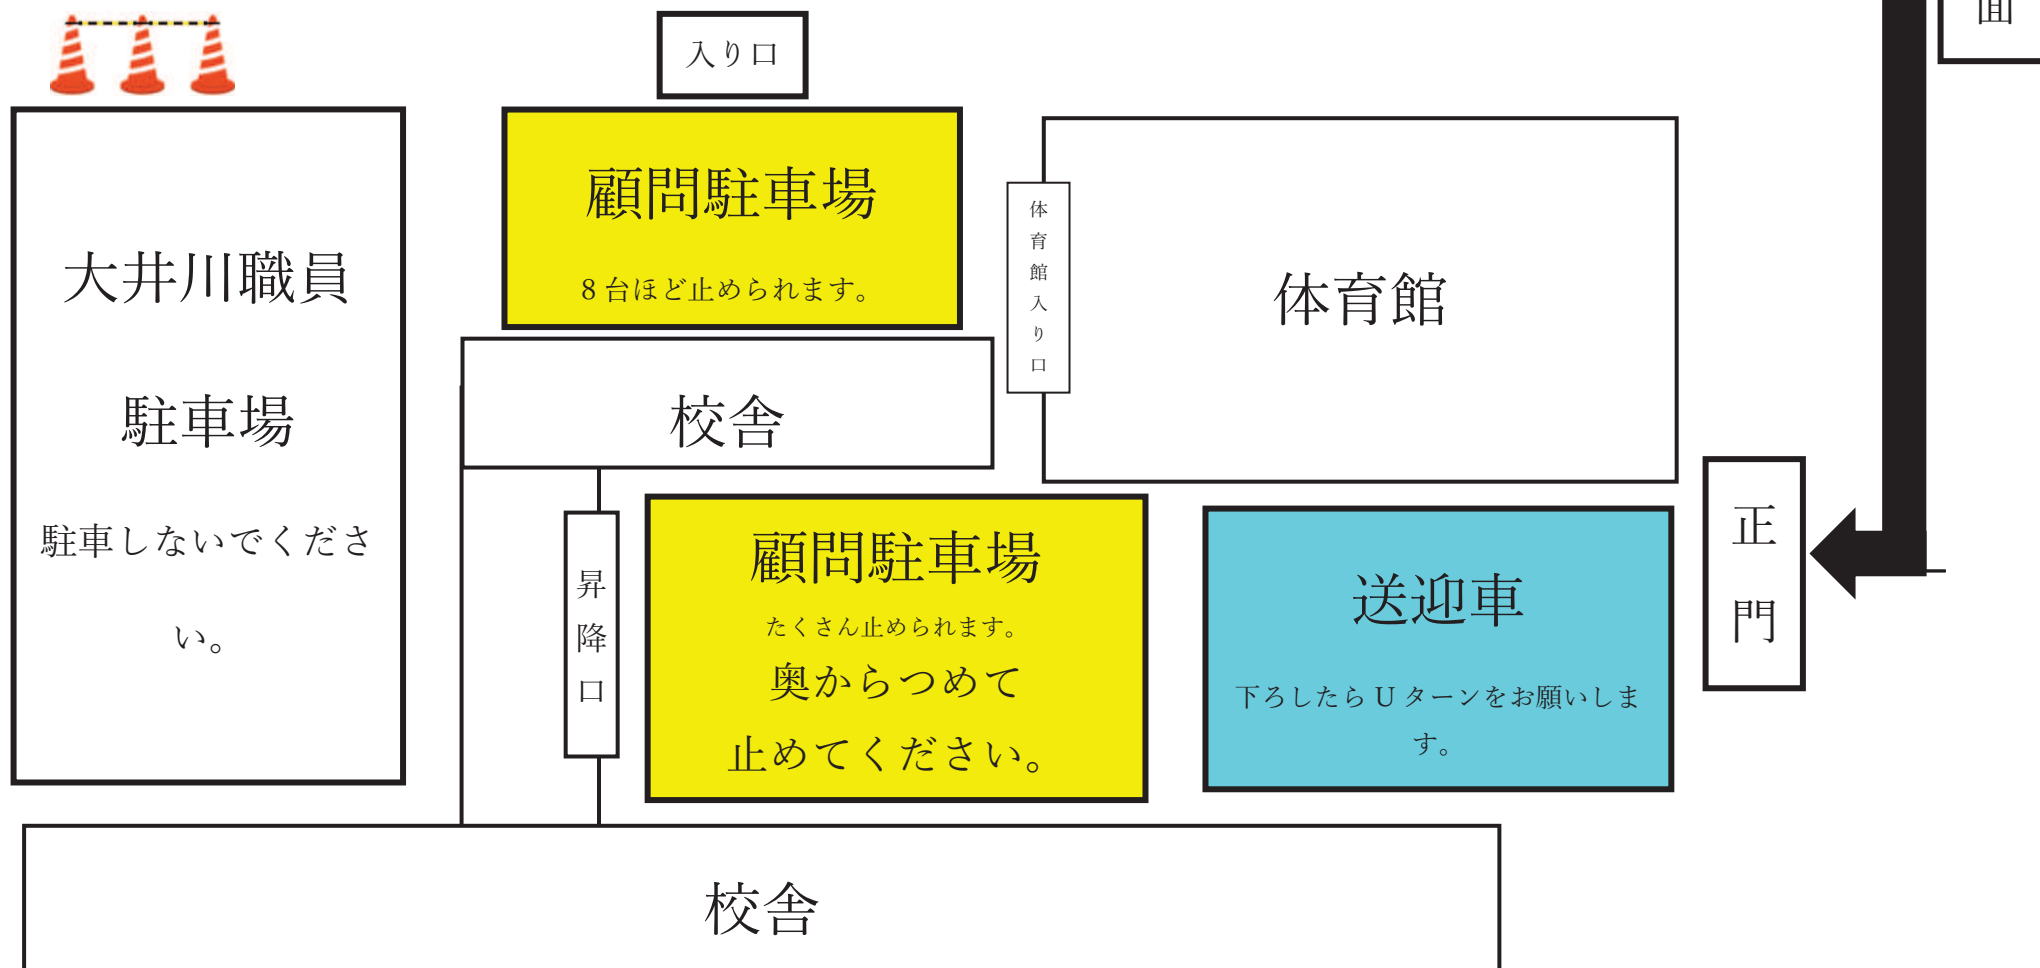 面
入り口
大井川職員
駐車場
駐車しないでくださ
い。
顧問駐車場
8 台ほど止められます。
体育館入り口
体育館
校舎
昇降口
顧問駐車場
たくさん止められます。
奥からつめて
止めてください。
送迎車
下ろしたら U ターンをお願いしま
す。
正門
校舎